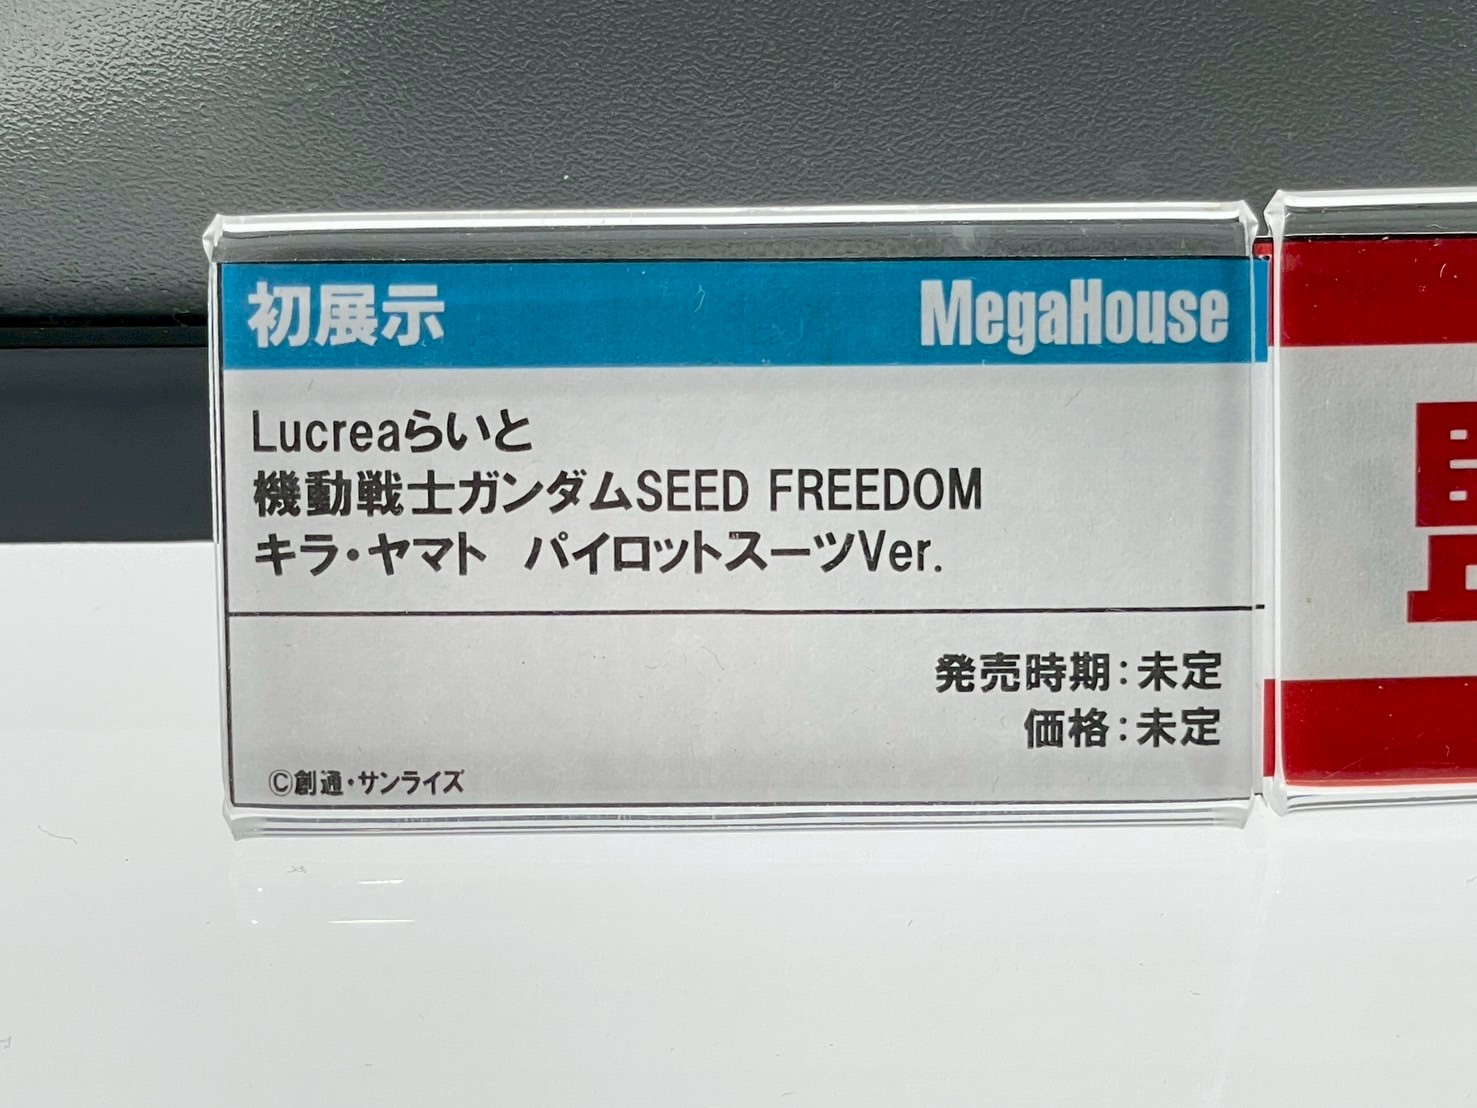 初展示 MegaHouse
Lucreaらいと
機動戦士ガンダムSEED FREEDOM
キラ・ヤマト　パイロットスーツVer.
発売時期：未定
価格：未定
©創通・サンライズ